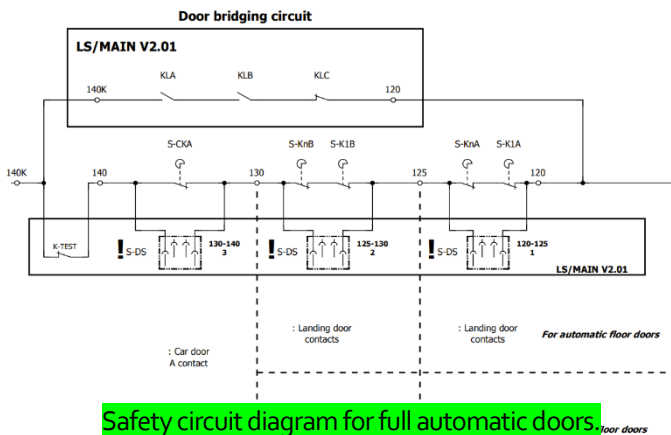 Door bridging circuit
LS/MAIN V2.01
KLA KLB KLC
140K 120
S-CKA S-KnB S-K1B S-KnA S-K1A
140K 140 130 125 120
K-TEST
! S-DS 130-140 3
! S-DS 125-130 2
! S-DS 120-125 1
LS/MAIN V2.01
: Landing door contacts
: Landing door contacts
For automatic floor doors
: Car door
A contact
Safety circuit diagram for full automatic doors.
loor doors